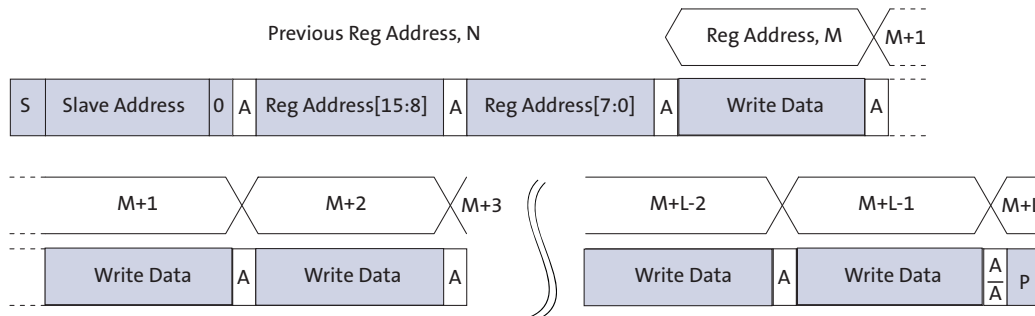 Previous Reg Address, N Reg Address, M M+1
S Slave Address 0 A Reg Address[15:8] A Reg Address[7:0] A Write Data A
M+1 M+2 M+3 M+L-2 M+L-1
Write Data A Write Data A Write Data A Write Data A/A̅ P